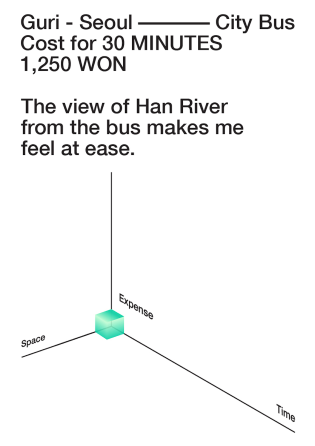 Guri - Seoul ——— City Bus
Cost for 30 MINUTES
1,250 WON
The view of Han River
from the bus makes me
feel at ease.
Expense
Space
Time